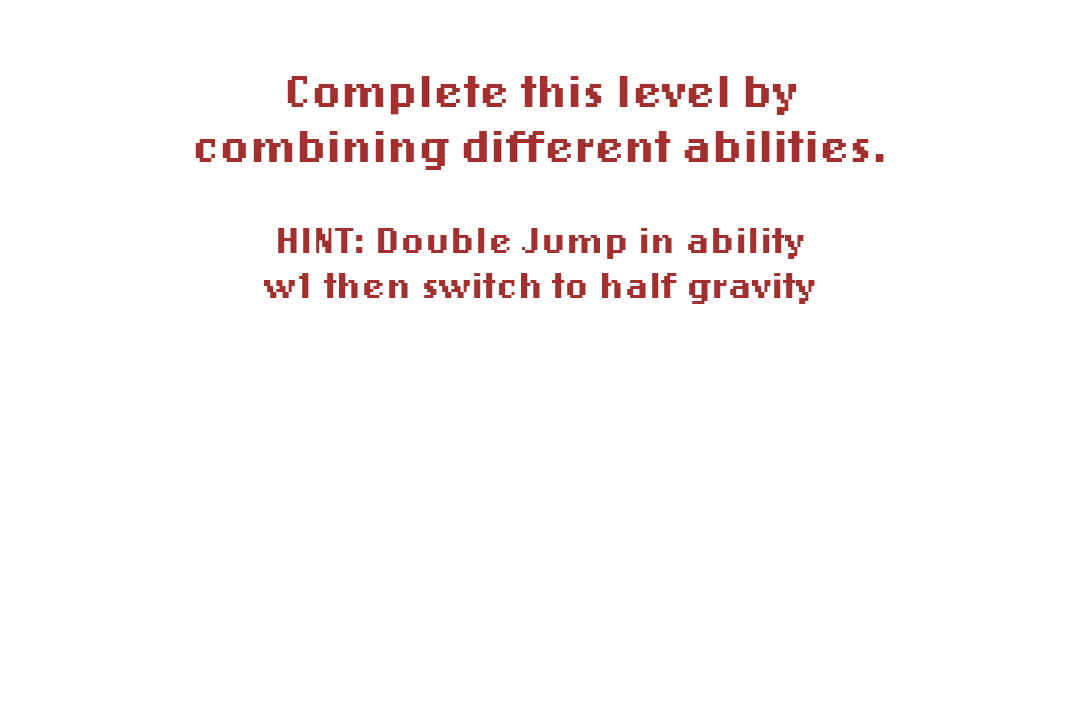 Complete this level by
combining different abilities.
HINT: Double Jump in ability
w1 then switch to half gravity